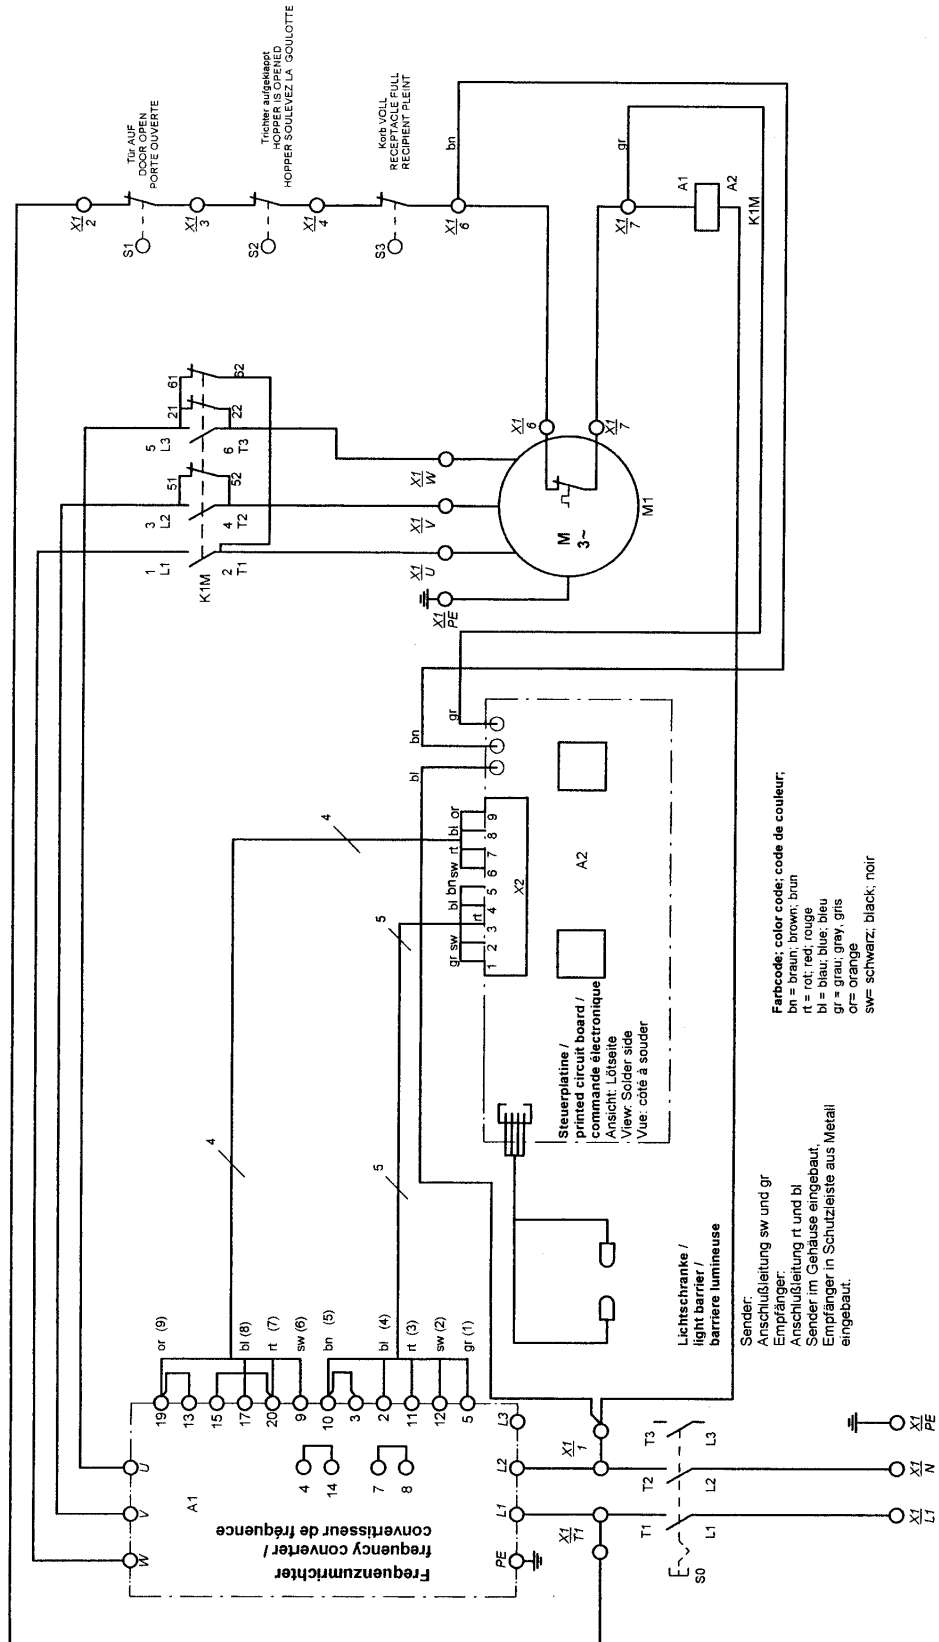 X1
2
S1
Tür AUF
DOOR OPEN
PORTE OUVERTE
X1
3
S2
Trichter aufgeklappt
HOPPER IS OPENED
HOPPER SOULEVEZ LA GOULOTTE
X1
4
S3
Korb VOLL
RECEPTACLE FULL
RECIPIENT PLEINT
X1
6
bn
gr
X1
7
A1
A2
K1M
1
L1
3
L2
51
5
L3
21
61
K1M
2
T1
4
T2
52
6
T3
22
62
X1
PE
X1
U
X1
V
X1
W
X1
6
X1
7
M
3~
M1
4
5
bl
bn
gr
gr sw
rt
bl bn
sw rt
bl or
1 2 3 4 5 6 7 8 9
X2
A2
Steuerplatine /
printed circuit board /
commande électronique
Ansicht: Lötseite
View: Solder side
Vue: côté à souder
4
5
or (9)
bl (8)
rt (7)
sw (6)
bn (5)
bl (4)
rt (3)
sw (2)
gr (1)
19
13
15
17
20
9
10
3
2
11
12
5
W
V
U
A1
4
14
7
8
Frequenzumrichter
frequency converter /
convertisseur de fréquence
PE
L1
L2
L3
X1
T1
X1
1
T1
T2
T3
S0
L1
L2
L3
X1
L1
X1
N
X1
PE
Lichtschranke /
light barrier /
barriere lumineuse
Sender:
Anschlußleitung sw und gr
Empfänger:
Anschlußleitung rt und bl
Sender im Gehäuse eingebaut,
Empfänger in Schutzleiste aus Metall
eingebaut.
Farbcode; color code; code de couleur;
bn = braun; brown; brun
rt = rot; red; rouge
bl = blau; blue; bleu
gr = grau; gray, gris
or= orange
sw= schwarz; black; noir